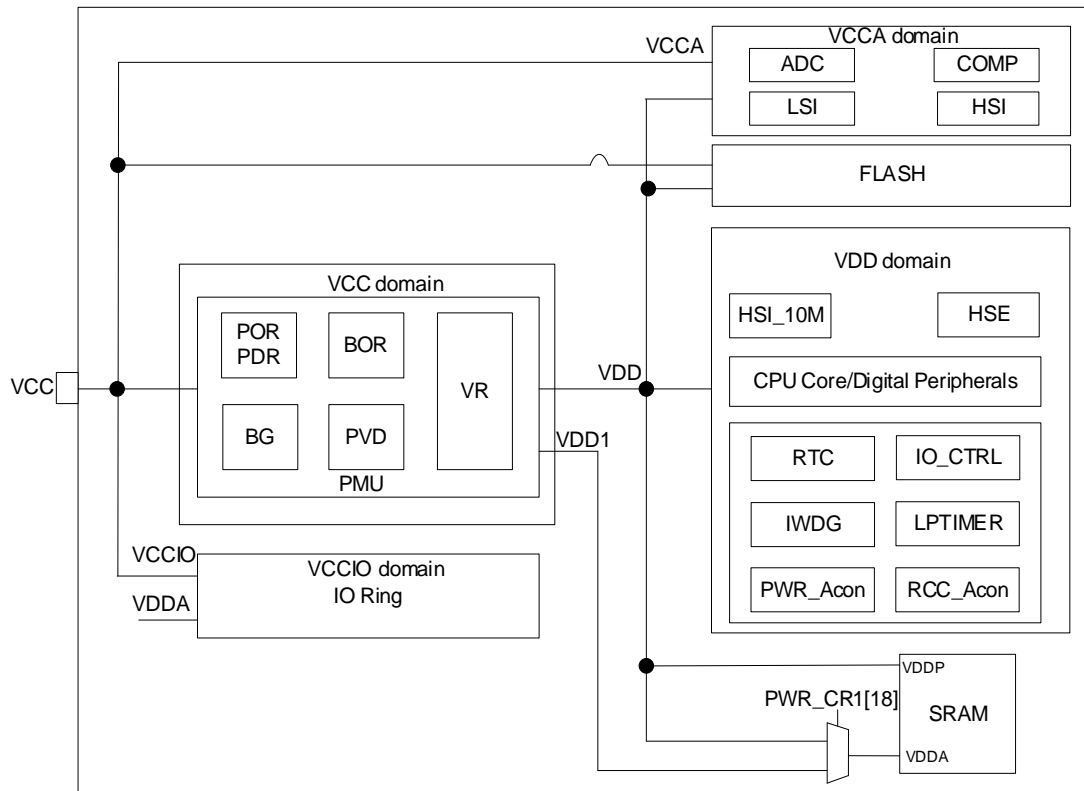 VCCA
VCCA domain
ADC
COMP
LSI
HSI
FLASH
VCC domain
POR
PDR
BOR
VR
BG
PVD
PMU
VCC
VDD
VDD1
VDD domain
HSI_10M
HSE
CPU Core/Digital Peripherals
RTC
IO_CTRL
IWDG
LPTIMER
PWR_Acon
RCC_Acon
VCCIO
VDDA
VCCIO domain
IO Ring
PWR_CR1[18]
VDDP
SRAM
VDDA